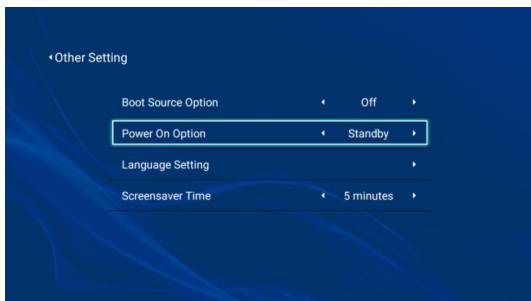 Other Setting
Boot Source Option Off
Power On Option Standby
Language Setting
Screensaver Time 5 minutes